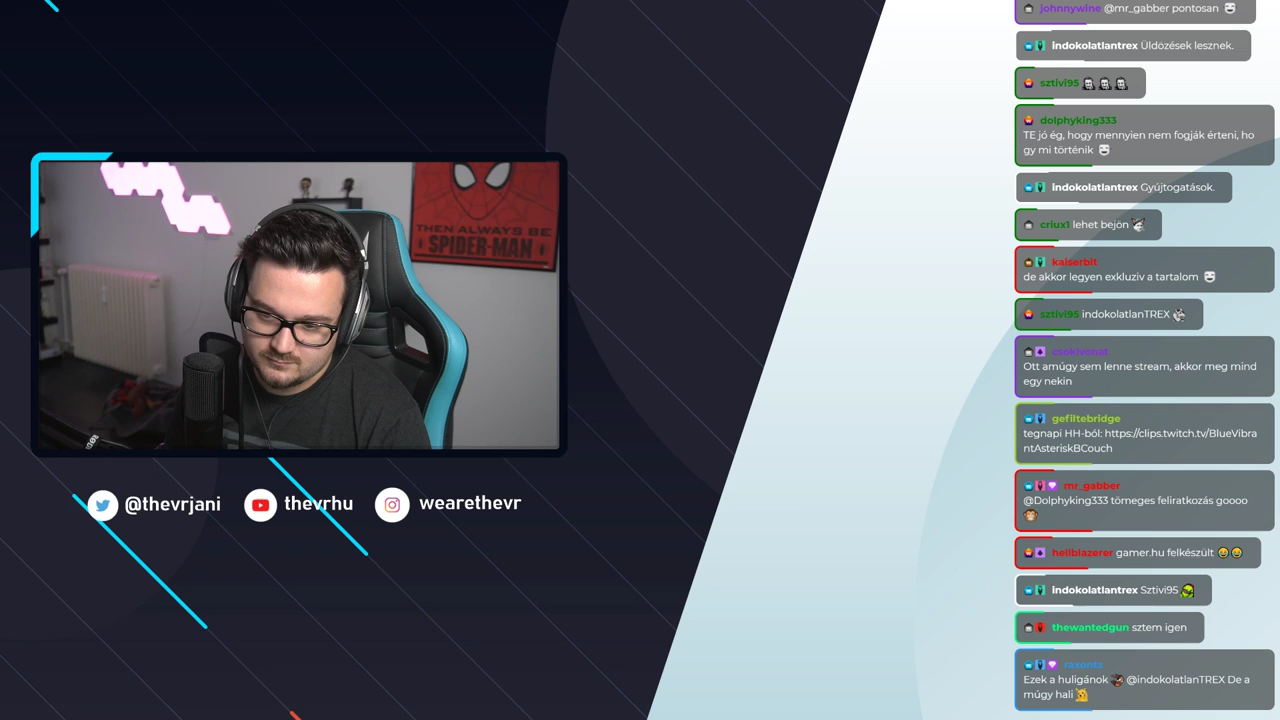 THEN ALWAYS BE
SPIDER-MAN
@thevrjani
thevrhu
wearethevr
johnnywine @mr_gabber pontosan
indokolatlantrex Üldözések lesznek.
sztivi95
dolphyking333
TE jó ég, hogy mennyien nem fogják érteni, ho
gy mi történik
indokolatlantrex Gyújtogatások.
criux1 lehet bejön
kaiserbit
de akkor legyen exkluziv a tartalom
sztivi95 indokolatlanTREX
csokivonat
Ott amúgy sem lenne stream, akkor meg mind
egy nekin
gefiltebridge
tegnapi HH-ból: https://clips.twitch.tv/BlueVibra
ntAsteriskBCouch
mr_gabber
@Dolphyking333 tömeges feliratkozás goooo
hellblazerer gamer.hu felkészült
indokolatlantrex Sztivi95
thewantedgun sztem igen
raxontz
Ezek a huligánok @indokolatlanTREX De a
múgy hali